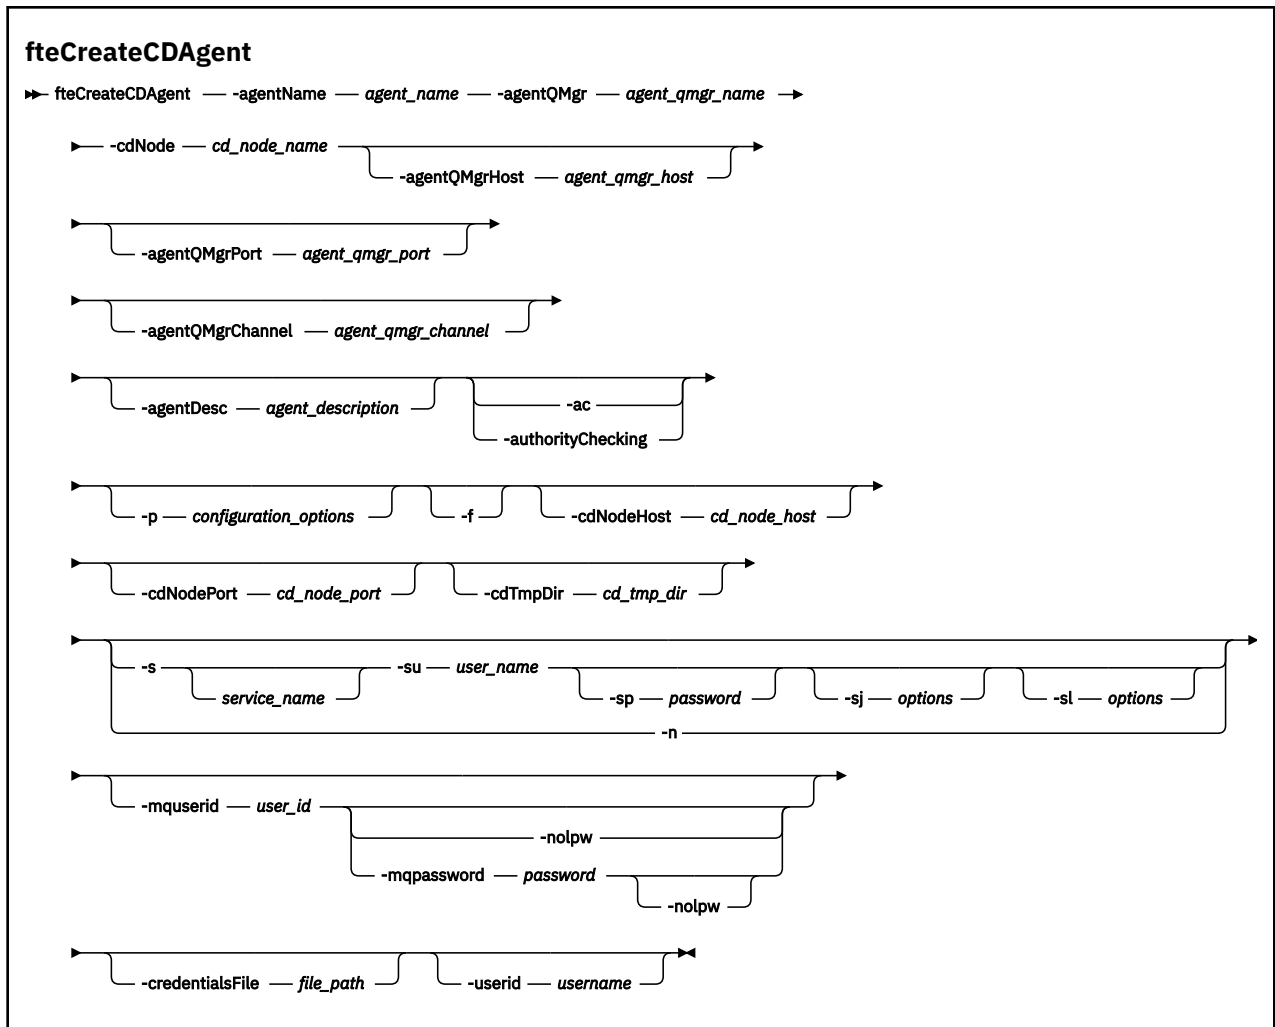 fteCreateCDAgent
fteCreateCDAgent -agentName agent_name -agentQMgr agent_qmgr_name
-cdNode cd_node_name
-agentQMgrHost agent_qmgr_host
-agentQMgrPort agent_qmgr_port
-agentQMgrChannel agent_qmgr_channel
-agentDesc agent_description -ac
-authorityChecking
-p configuration_options -f -cdNodeHost cd_node_host
-cdNodePort cd_node_port -cdTmpDir cd_tmp_dir
-s -su user_name
service_name -sp password -sj options -sl options
-n
-mquserid user_id
-nolpw
-mqpassword password
-nolpw
-credentialsFile file_path -userid username